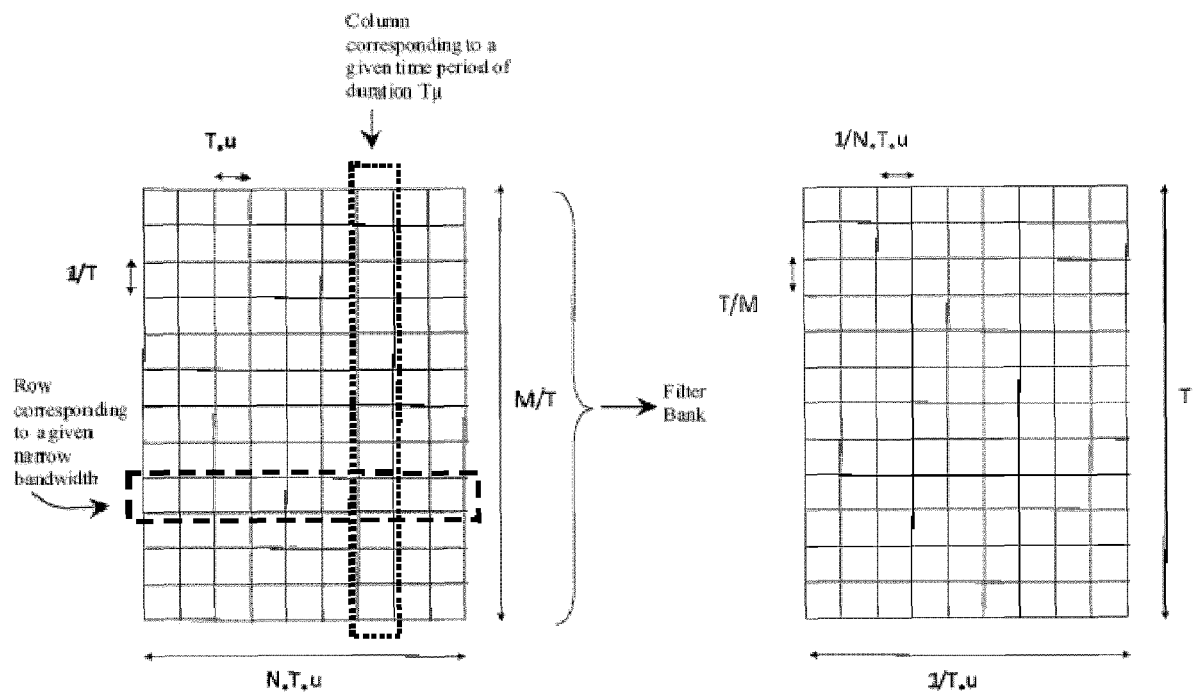 Column
corresponding to a
given time period of
duration Tμ
T.u
1/T
Row
corresponding
to a given
narrow
bandwidth
M/T
N.T.u
Filter
Bank
1/N.T.u
T/M
T
1/T.u